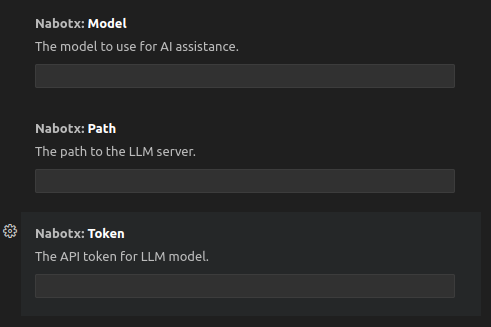 Nabotx: Model
The model to use for AI assistance.
Nabotx: Path
The path to the LLM server.
Nabotx: Token
The API token for LLM model.